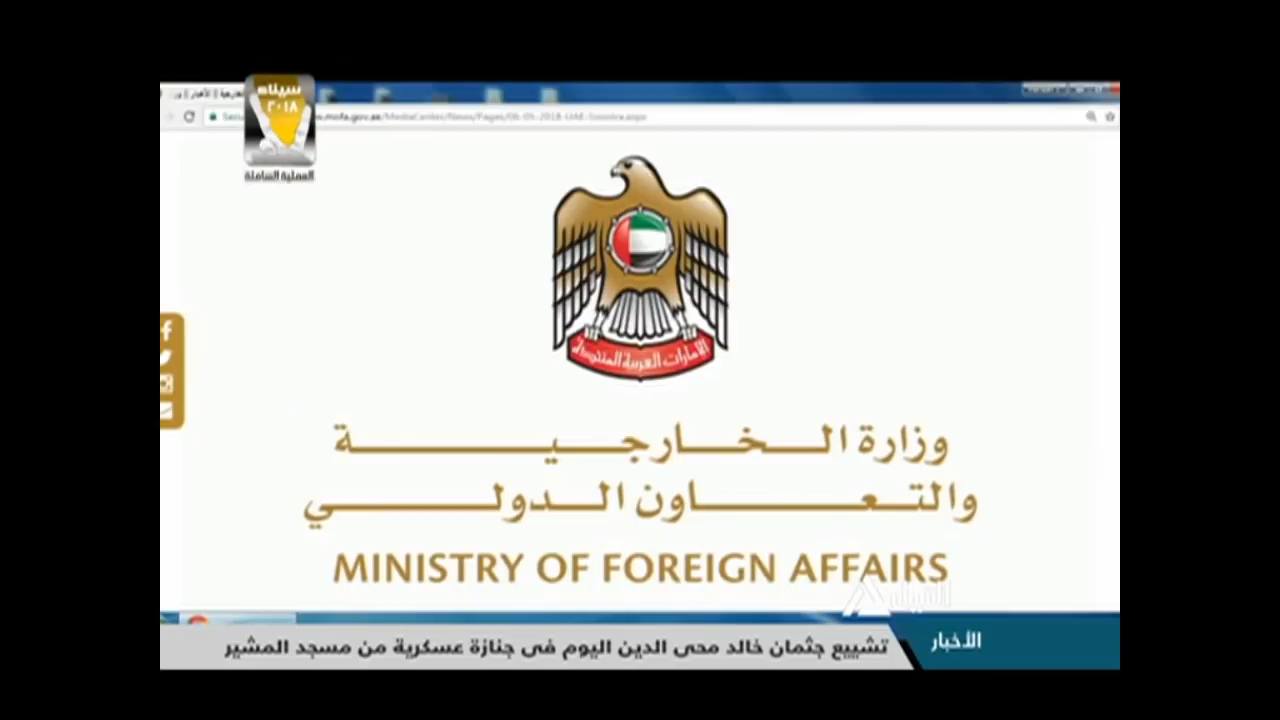 سيناء
٢٠١٨
العملية الشاملة
الإمارات العربية المتحدة
وزارة الخارجية
والتعاون الدولي
MINISTRY OF FOREIGN AFFAIRS
الأخبار
تشييع جثمان خالد محى الدين اليوم فى جنازة عسكرية من مسجد المشير